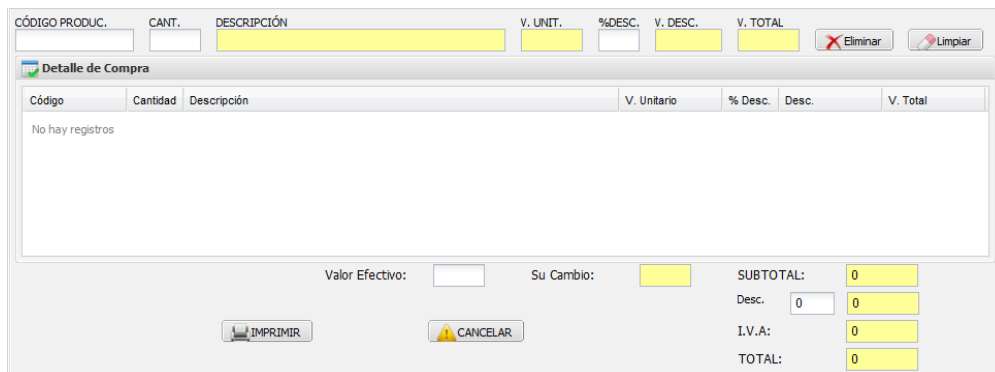 CÓDIGO PRODUC. CANT. DESCRIPCIÓN V. UNIT. %DESC. V. DESC. V. TOTAL
Eliminar Limpiar
Detalle de Compra
Código Cantidad Descripción V. Unitario % Desc. Desc. V. Total
No hay registros
Valor Efectivo: Su Cambio: SUBTOTAL: 0
Desc. 0 0
IMPRIMIR CANCELAR I.V.A: 0
TOTAL: 0